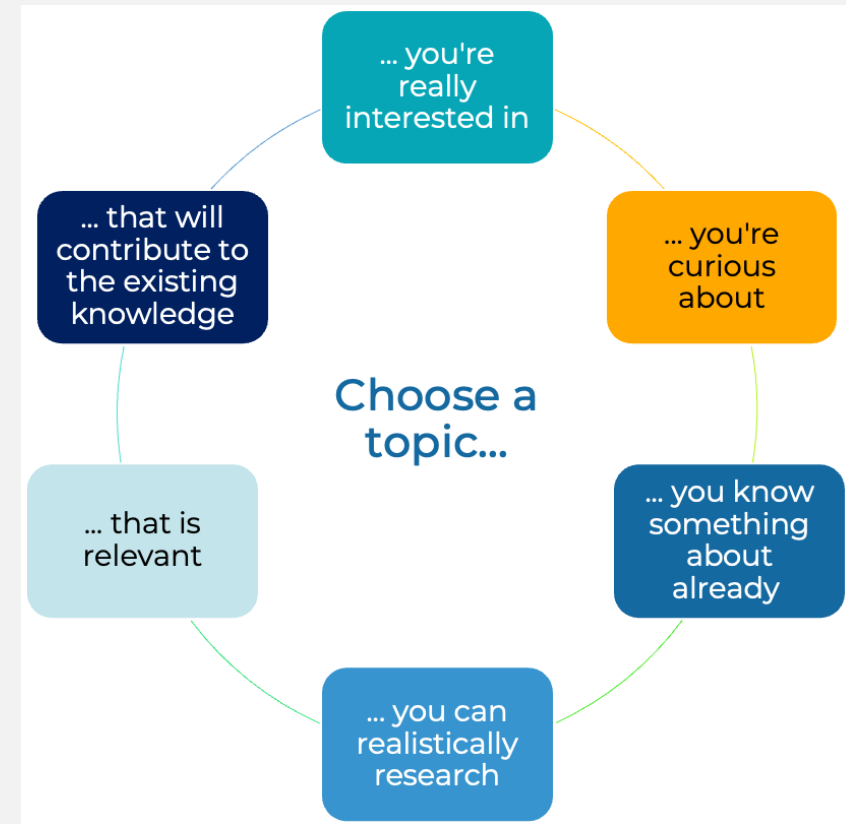 ... you're
really
interested in
... you're
curious
about
... you know
something
about
already
... you can
realistically
research
... that is
relevant
... that will
contribute to
the existing
knowledge
Choose a
topic...